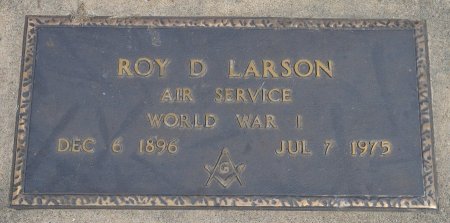 ROY D LARSON
AIR SERVICE
WORLD WAR I
DEC 6 1896 JUL 7 1975
G